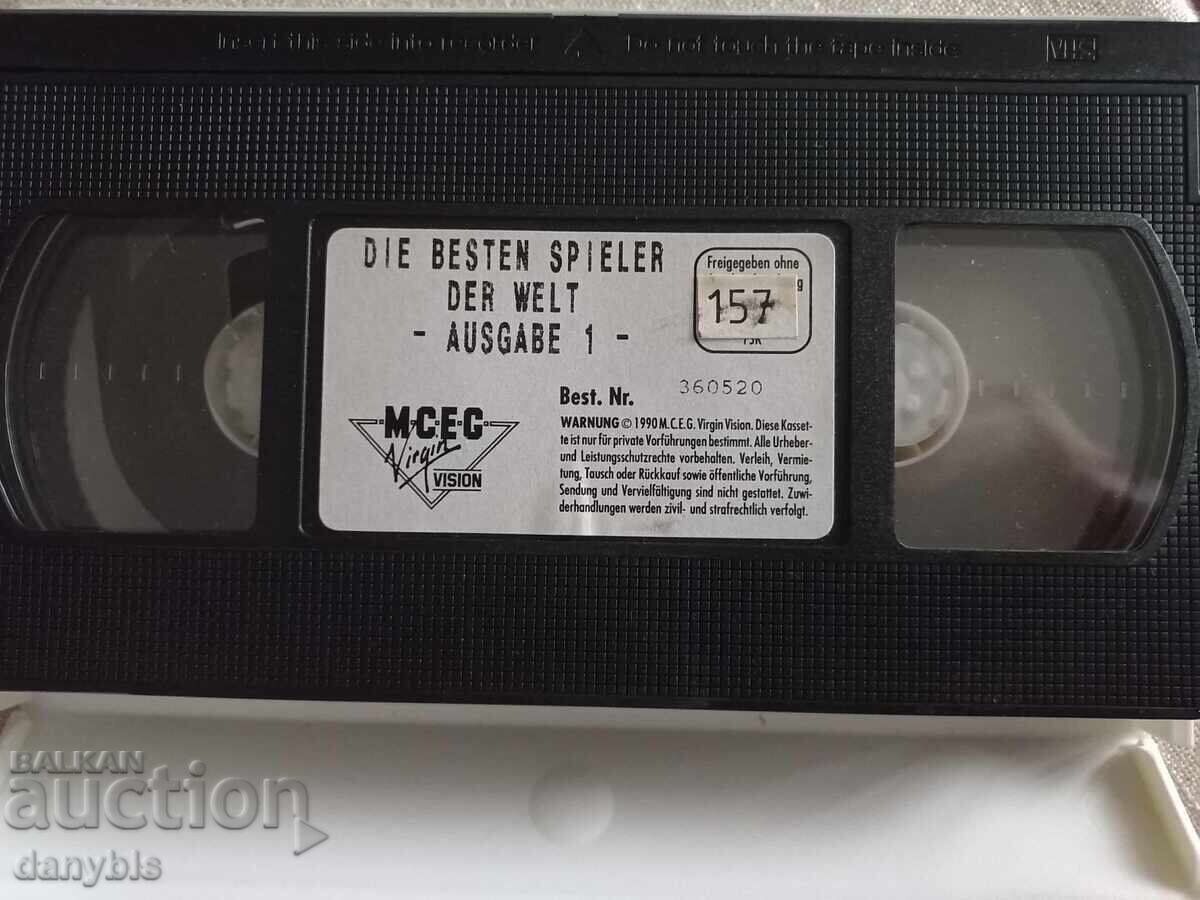 Insert this side into recorder Do not touch the tape inside VHS
DIE BESTEN SPIELER
DER WELT
- AUSGABE 1 -
Freigegeben ohne
157
FSK
Best. Nr. 360520
M.C.E.G
Virgin
VISION
WARNUNG © 1990 M.C.E.G. Virgin Vision. Diese Kasset-
te ist nur für private Vorführungen bestimmt. Alle Urheber-
und Leistungsschutzrechte vorbehalten. Verleih, Vermie-
tung, Tausch oder Rückkauf sowie öffentliche Vorführung,
Sendung und Vervielfältigung sind nicht gestattet. Zuwi-
derhandlungen werden zivil- und strafrechtlich verfolgt.
BALKAN
auction
danybls